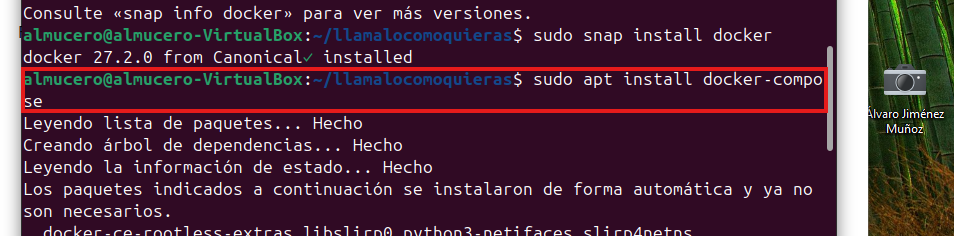 Consulte «snap info docker» para ver más versiones.
almucero@almucero-VirtualBox:~/llamalocomoquieras$ sudo snap install docker
docker 27.2.0 from Canonical✓ installed
almucero@almucero-VirtualBox:~/llamalocomoquieras$ sudo apt install docker-compo
se
Leyendo lista de paquetes... Hecho
Creando árbol de dependencias... Hecho
Leyendo la información de estado... Hecho
Los paquetes indicados a continuación se instalaron de forma automática y ya no
son necesarios.
docker-ce-rootless-extras libslirp0 python3-netifaces slirp4netns
Álvaro Jiménez
Muñoz